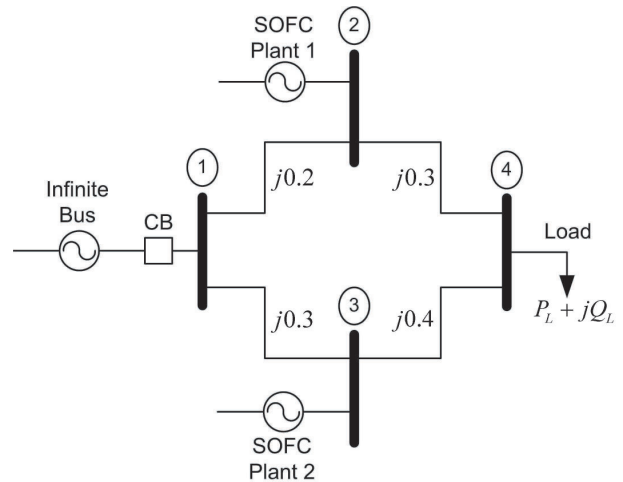 SOFC
Plant 1
2
1
j0.2
j0.3
4
Infinite
Bus
CB
Load
P_L + jQ_L
j0.3
3
j0.4
SOFC
Plant 2